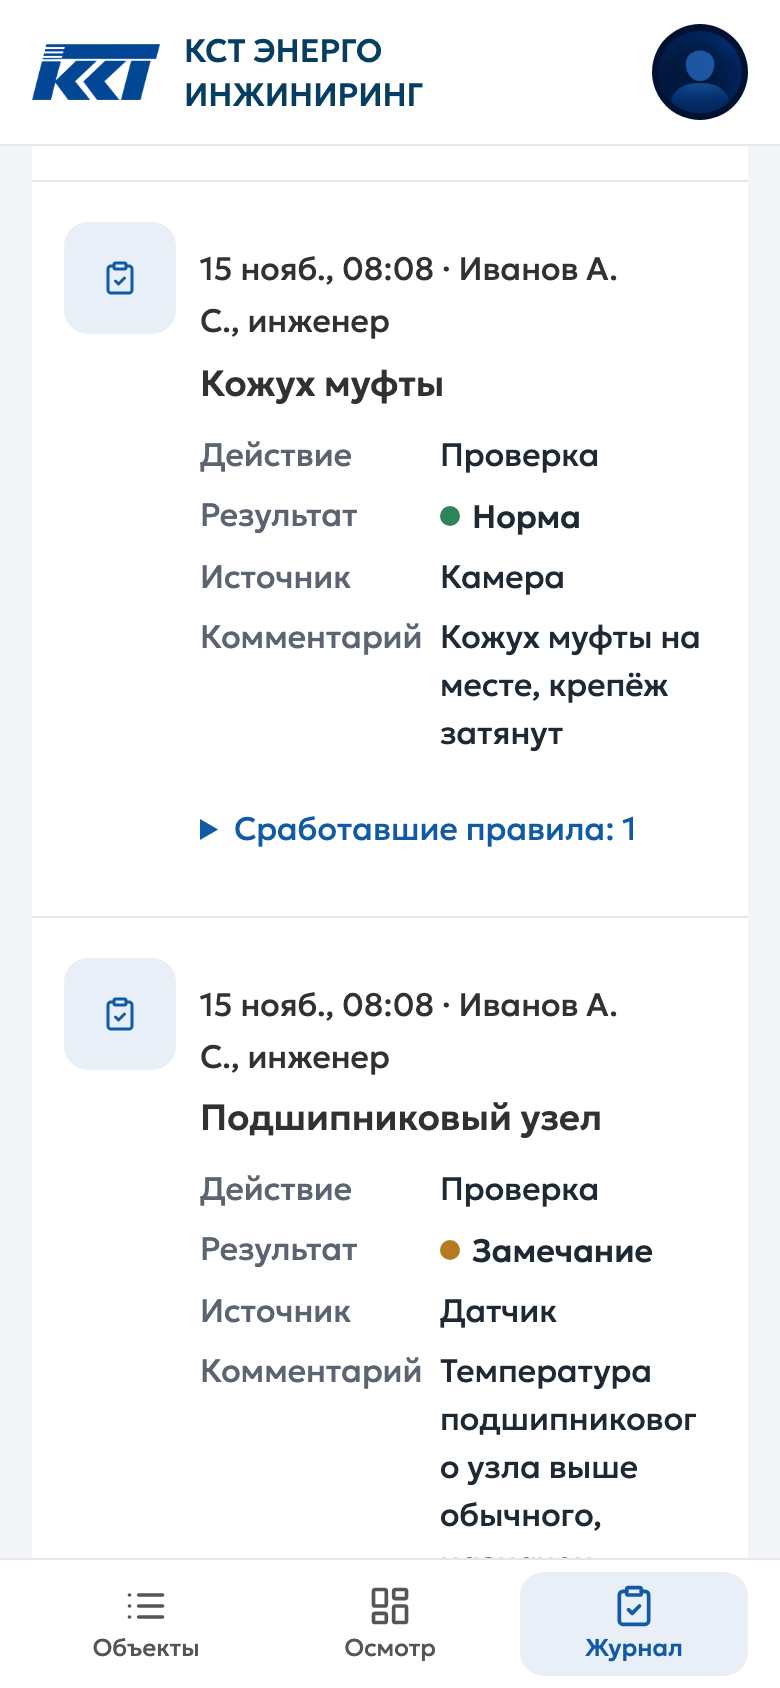 КСТ
КСТ ЭНЕРГО
ИНЖИНИРИНГ
15 нояб., 08:08 · Иванов А.
С., инженер
Кожух муфты
Действие Проверка
Результат Норма
Источник Камера
Комментарий Кожух муфты на
месте, крепёж
затянут
Сработавшие правила: 1
15 нояб., 08:08 · Иванов А.
С., инженер
Подшипниковый узел
Действие Проверка
Результат Замечание
Источник Датчик
Комментарий Температура
подшипниковог
о узла выше
обычного,
Объекты Осмотр Журнал